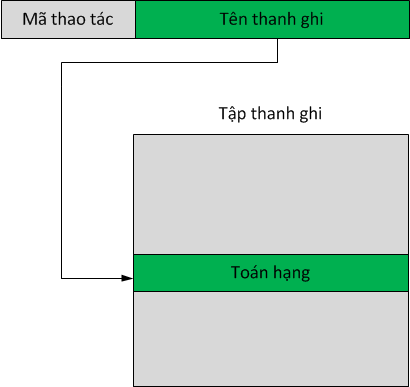 Mã thao tác
Tên thanh ghi
Tập thanh ghi
Toán hạng